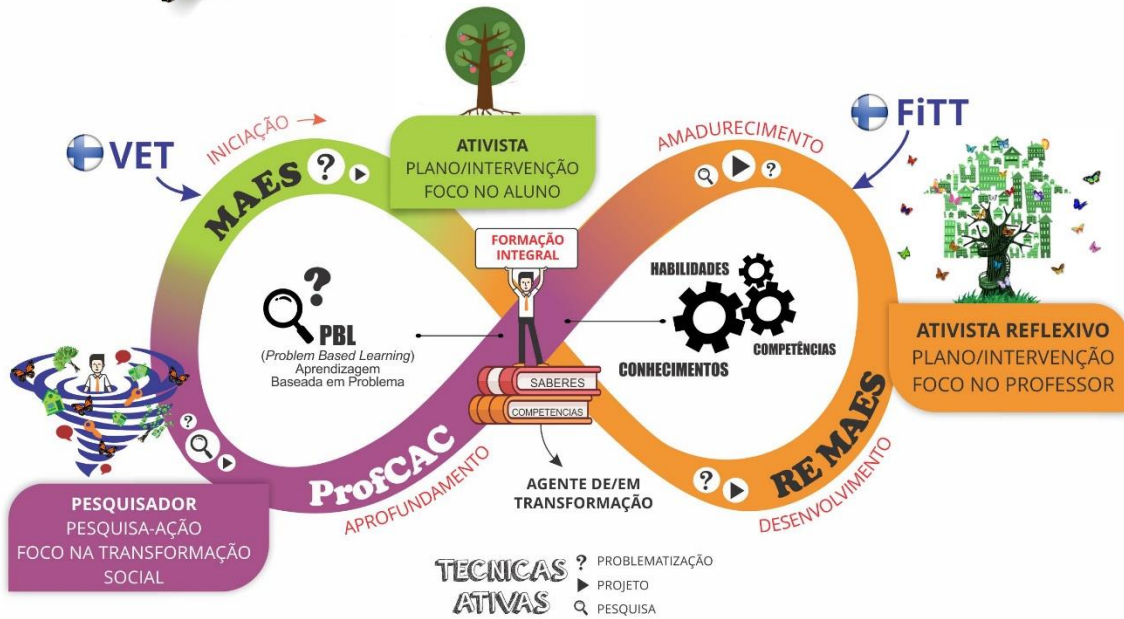 VET
INICIAÇÃO
MAES
ATIVISTA
PLANO/INTERVENÇÃO
FOCO NO ALUNO
AMADURECIMENTO
FiTT
FORMAÇÃO
INTEGRAL
PBL
(Problem Based Learning)
Aprendizagem
Baseada em Problema
HABILIDADES
COMPETÊNCIAS
CONHECIMENTOS
ATIVISTA REFLEXIVO
PLANO/INTERVENÇÃO
FOCO NO PROFESSOR
SABERES
COMPETENCIAS
AGENTE DE/EM
TRANSFORMAÇÃO
ProfCAC
APROFUNDAMENTO
RE MAES
DESENVOLVIMENTO
PESQUISADOR
PESQUISA-AÇÃO
FOCO NA TRANSFORMAÇÃO
SOCIAL
TECNICAS
ATIVAS
? PROBLEMATIZAÇÃO
PROJETO
PESQUISA